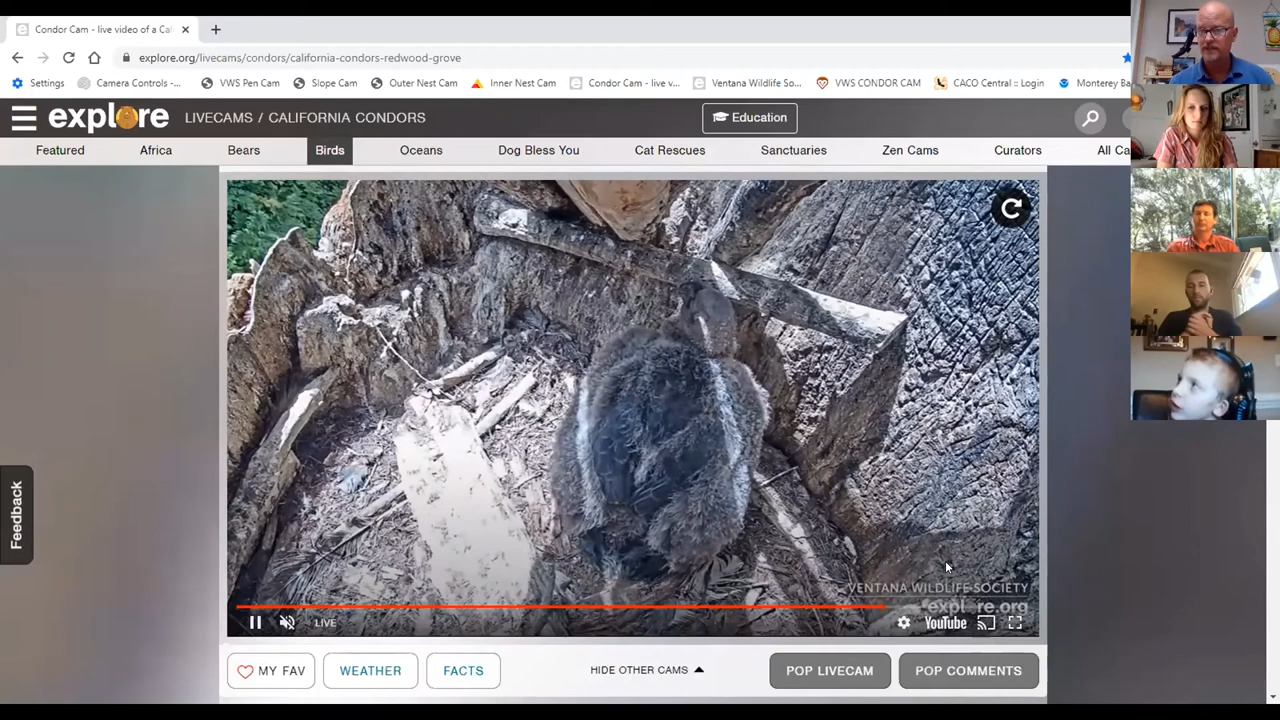 Condor Cam - live video of a Ca
explore.org/livecams/condors/california-condors-redwood-grove
Settings
Camera Controls -...
VWS Pen Cam
Slope Cam
Outer Nest Cam
Inner Nest Cam
Condor Cam - live v...
Ventana Wildlife So...
VWS CONDOR CAM
CACO Central :: Login
Monterey Ba
explore
LIVECAMS / CALIFORNIA CONDORS
Education
Featured
Africa
Bears
Birds
Oceans
Dog Bless You
Cat Rescues
Sanctuaries
Zen Cams
Curators
All Ca
Feedback
VENTANA WILDLIFE SOCIETY
explore.org
LIVE
YouTube
MY FAV
WEATHER
FACTS
HIDE OTHER CAMS
POP LIVECAM
POP COMMENTS